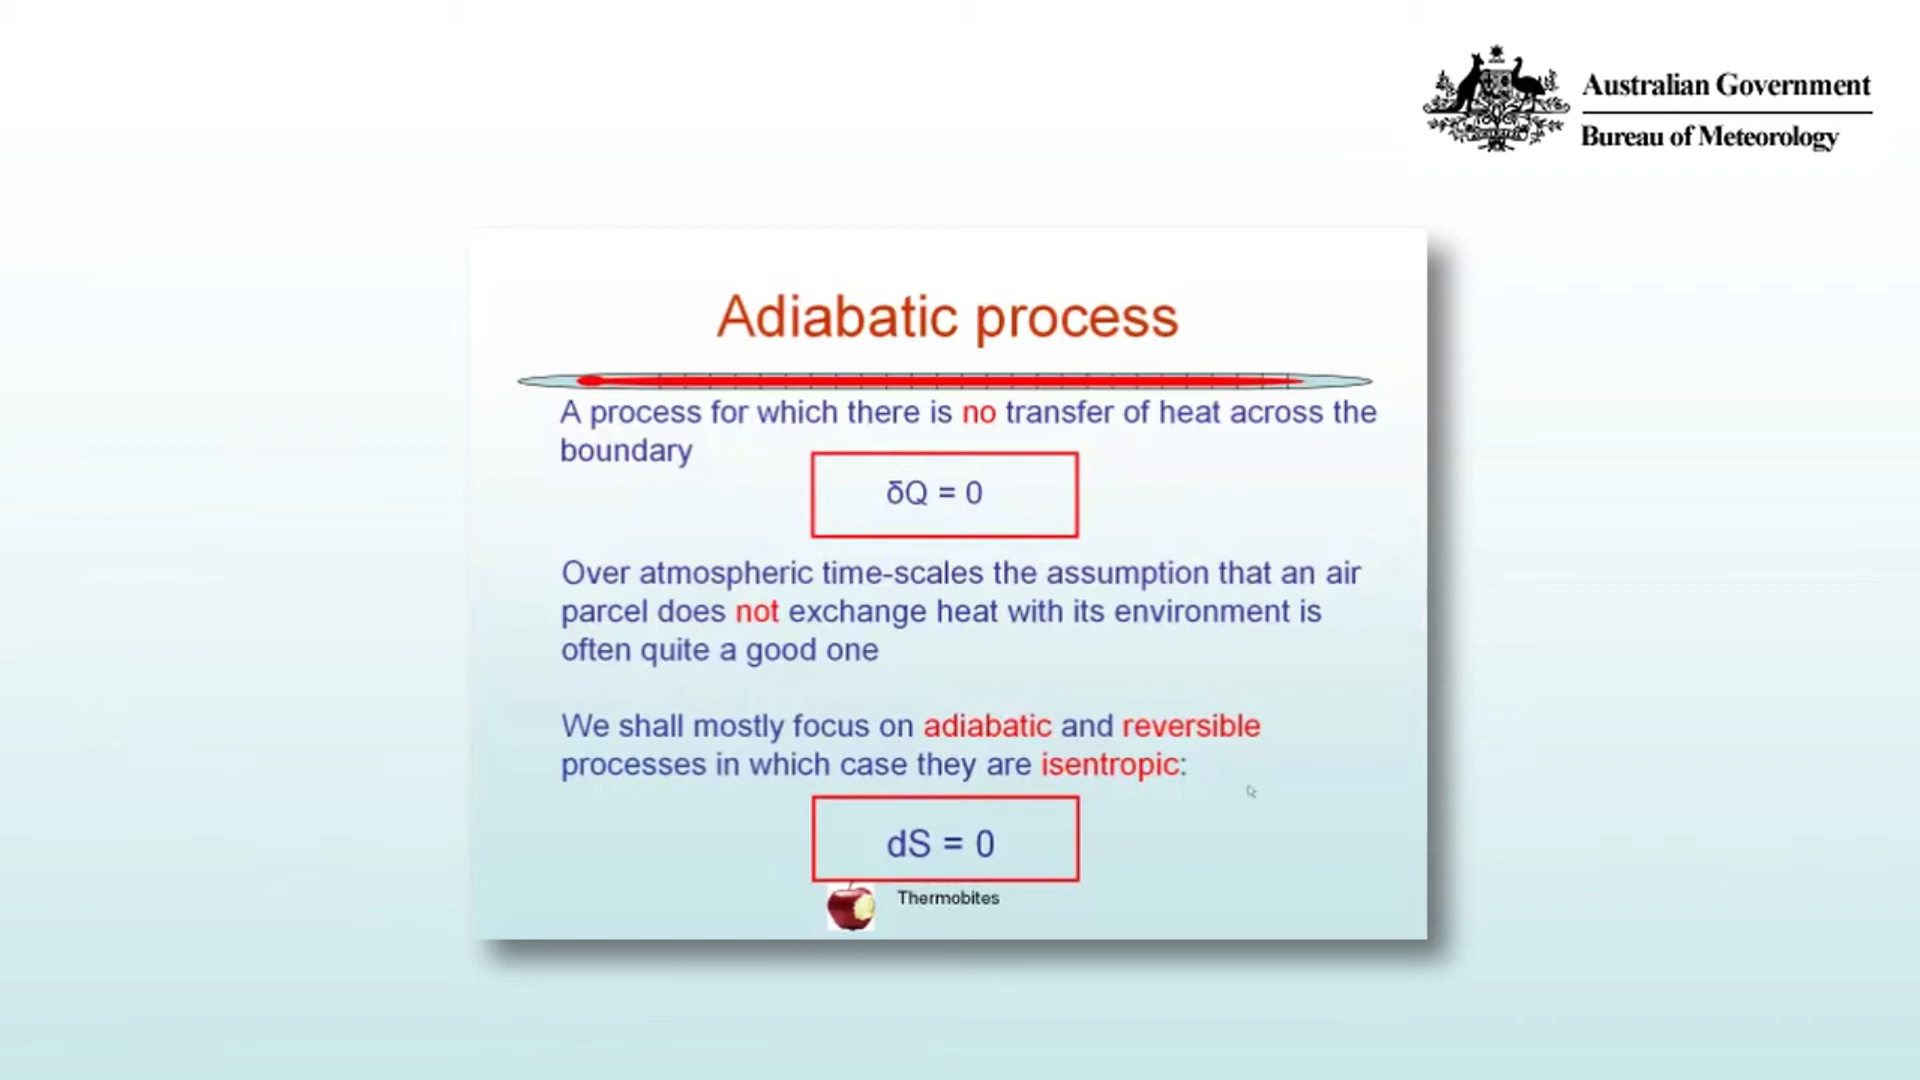 Australian Government
Bureau of Meteorology
Adiabatic process
A process for which there is no transfer of heat across the
boundary
δQ = 0
Over atmospheric time-scales the assumption that an air
parcel does not exchange heat with its environment is
often quite a good one
We shall mostly focus on adiabatic and reversible
processes in which case they are isentropic:
dS = 0
Thermobites